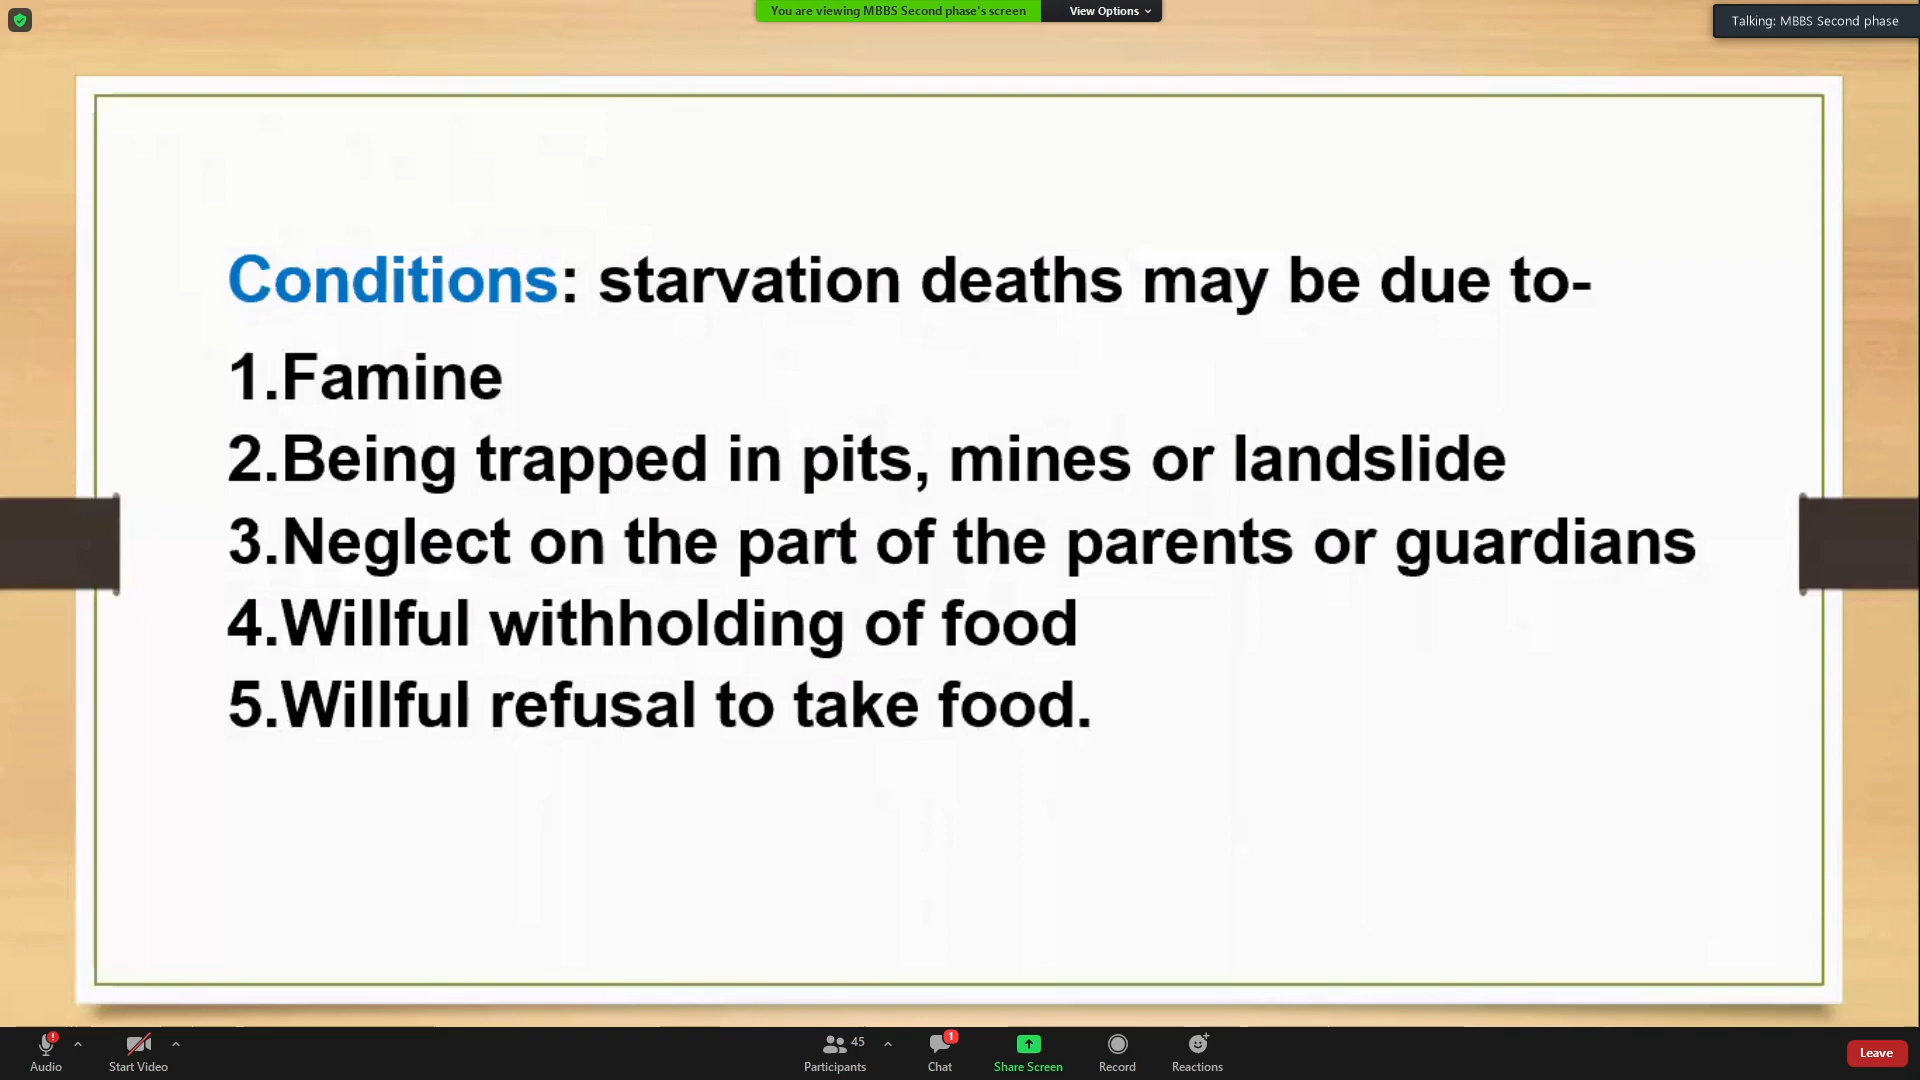 You are viewing MBBS Second phase's screen
View Options
Talking: MBBS Second phase
Conditions: starvation deaths may be due to-
1.Famine
2.Being trapped in pits, mines or landslide
3.Neglect on the part of the parents or guardians
4.Willful withholding of food
5.Willful refusal to take food.
Audio
Start Video
45
Participants
1
Chat
Share Screen
Record
Reactions
Leave